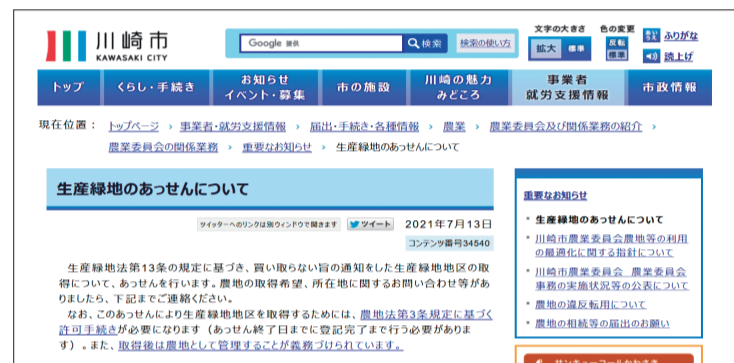 川崎市
KAWASAKI CITY
Google 提供
検索
検索の使い方
文字の大きさ
拡大 標準
色の変更
反転
標準
あいうえ ふりがな
読上げ
トップ
くらし・手続き
お知らせ
イベント・募集
市の施設
川崎の魅力
みどころ
事業者
就労支援情報
市政情報
現在位置: トップページ › 事業者・就労支援情報 › 届出・手続き・各種情報 › 農業 › 農業委員会及び関係業務の紹介 ›
農業委員会の関係業務 › 重要なお知らせ › 生産緑地のあっせんについて
生産緑地のあっせんについて
ツイッターへのリンクは別ウィンドウで開きます ツイート 2021年7月13日
コンテンツ番号34540
生産緑地法第13条の規定に基づき、買い取らない旨の通知をした生産緑地地区の取
得について、あっせんを行います。農地の取得希望、所在地に関するお問い合わせ等があ
りましたら、下記までご連絡ください。
なお、このあっせんにより生産緑地地区を取得するためには、農地法第3条規定に基づく
許可手続きが必要になります(あっせん終了日までに登記完了まで行う必要がありま
す)。また、取得後は農地として管理することが義務づけられています。
重要なお知らせ
生産緑地のあっせんについて
川崎市農業委員会農地等の利用
の最適化に関する指針について
川崎市農業委員会 農業委員会
事務の実施状況等の公表について
農地の違反転用について
農地の相続等の届出のお願い